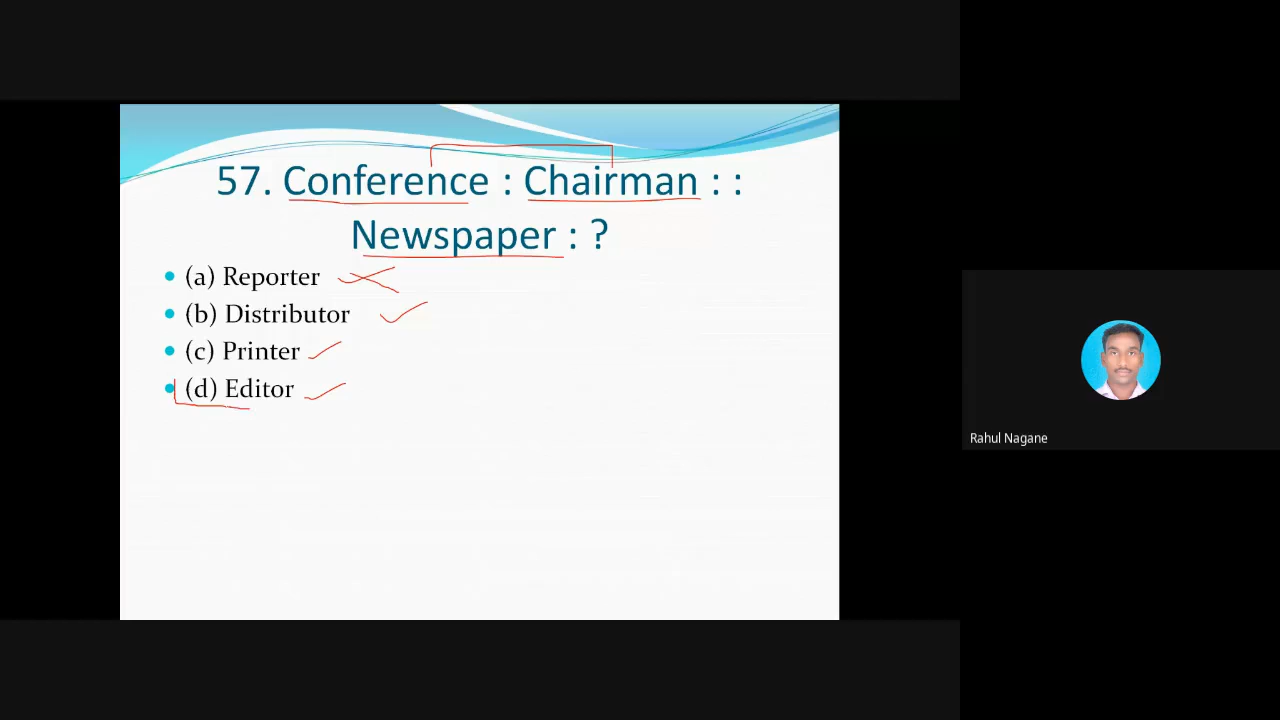 57. Conference : Chairman : :
Newspaper : ?
(a) Reporter
(b) Distributor
(c) Printer
(d) Editor
Rahul Nagane